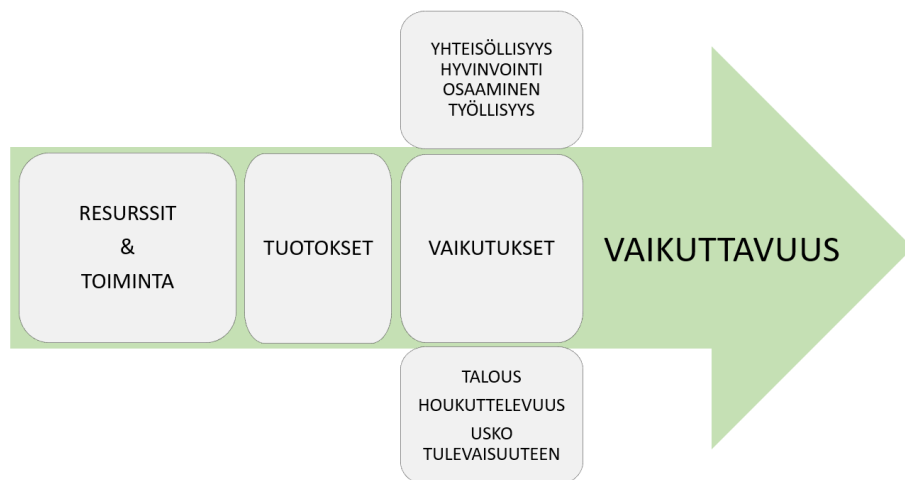 RESURSSIT
&
TOIMINTA
TUOTOKSET
YHTEISÖLLISYYS
HYVINVOINTI
OSAAMINEN
TYÖLLISYYS
VAIKUTUKSET
TALOUS
HOUKUTTELEVUUS
USKO
TULEVAISUUTEEN
VAIKUTTAVUUS